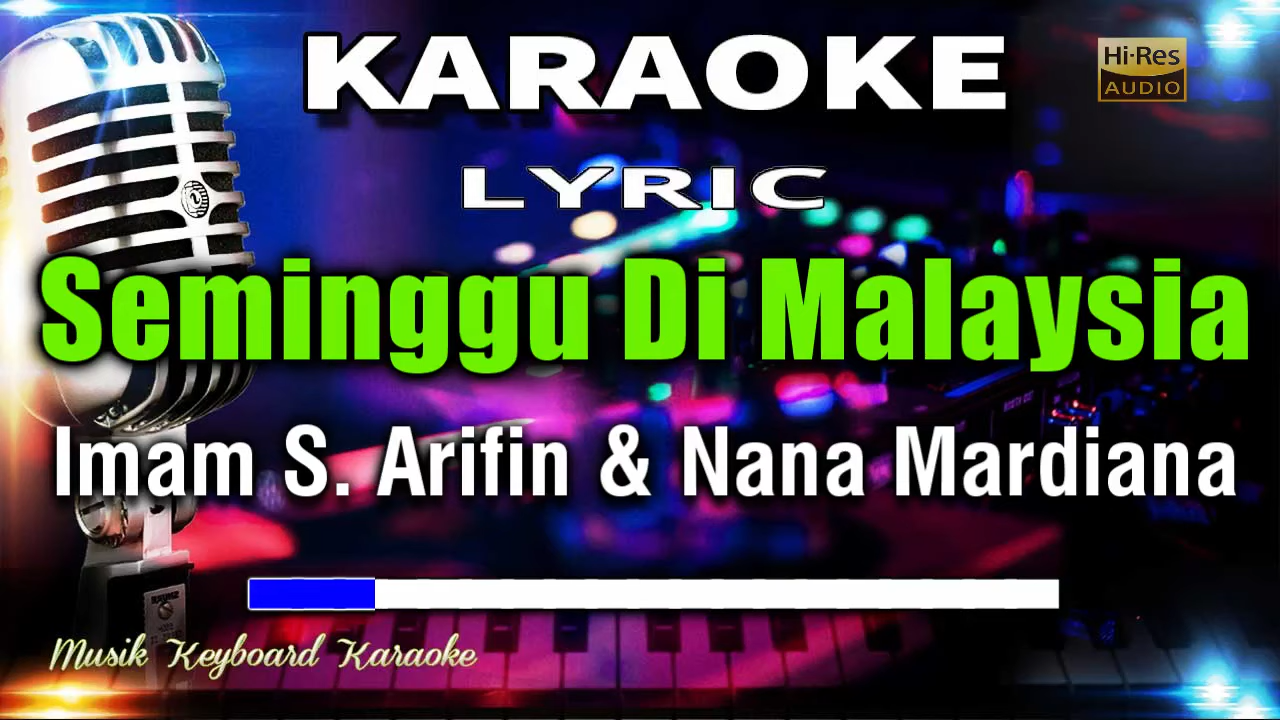 KARAOKE
Hi-Res
AUDIO
LYRIC
Seminggu Di Malaysia
Imam S. Arifin & Nana Mardiana
Musik Keyboard Karaoke